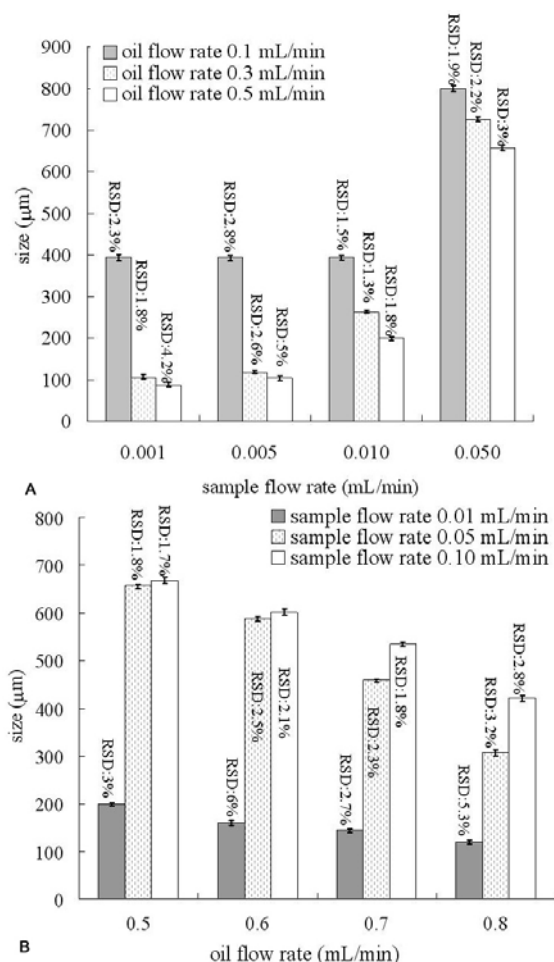 oil flow rate 0.1 mL/min
oil flow rate 0.3 mL/min
oil flow rate 0.5 mL/min
size (μm)
900
800
700
600
500
400
300
200
100
0
RSD:2.3%
RSD:1.8%
RSD:4.2%
RSD:2.8%
RSD:2.6%
RSD:5%
RSD:1.5%
RSD:1.3%
RSD:1.8%
RSD:1.9%
RSD:2.2%
RSD:3%
0.001 0.005 0.010 0.050
A sample flow rate (mL/min)
sample flow rate 0.01 mL/min
sample flow rate 0.05 mL/min
sample flow rate 0.10 mL/min
size (μm)
800
700
600
500
400
300
200
100
0
RSD:3%
RSD:1.8%
RSD:1.7%
RSD:6%
RSD:2.5%
RSD:2.1%
RSD:2.7%
RSD:2.3%
RSD:1.8%
RSD:5.3%
RSD:3.2%
RSD:2.8%
0.5 0.6 0.7 0.8
B oil flow rate (mL/min)